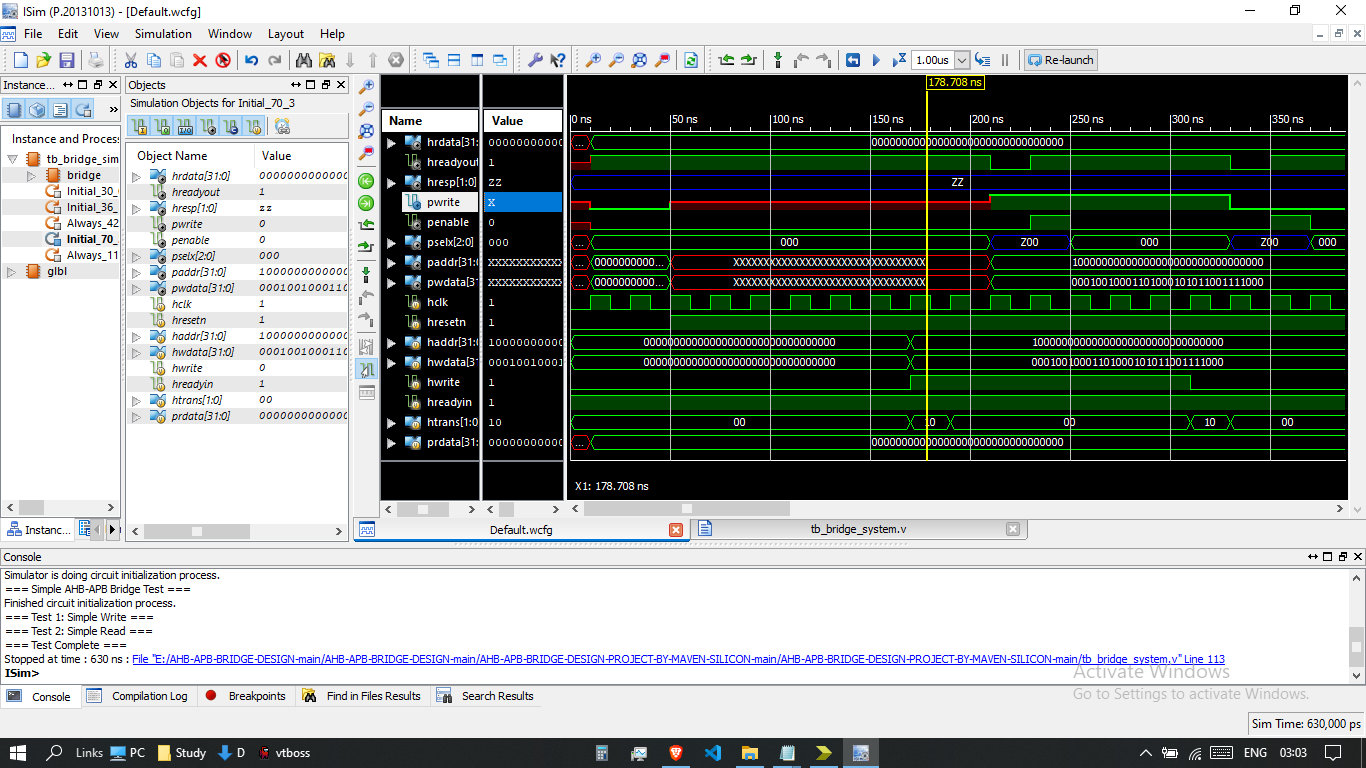 ISim (P.20131013) - [Default.wcfg]
File Edit View Simulation Window Layout Help
1.00us Re-launch
Instance...
Instance and Process
tb_bridge_sim
bridge
Initial_30_
Initial_36_
Always_42
Initial_70_
Always_11
glbl
Instanc...
Objects
Simulation Objects for Initial_70_3
Object Name Value
hrdata[31:0] 0000000000000
hreadyout 1
hresp[1:0] zz
pwrite 0
penable 0
pselx[2:0] 000
paddr[31:0] 1000000000000
pwdata[31:0] 0001001000110
hclk 1
hresetn 1
haddr[31:0] 1000000000000
hwdata[31:0] 0001001000110
hwrite 0
hreadyin 1
htrans[1:0] 00
prdata[31:0] 0000000000000
178.708 ns
Name Value
0 ns 50 ns 100 ns 150 ns 200 ns 250 ns 300 ns 350 ns
hrdata[31: 000000000000 ... 00000000000000000000000000000000
hreadyout 1
hresp[1:0] ZZ ZZ
pwrite X
penable 0
pselx[2:0] 000 ... 000 Z00 000 Z00 000
paddr[31:0 XXXXXXXXXXXX ... 0000000000... XXXXXXXXXXXXXXXXXXXXXXXXXXXXXXXX 10000000000000000000000000000000
pwdata[31: XXXXXXXXXXXX ... 0000000000... XXXXXXXXXXXXXXXXXXXXXXXXXXXXXXXX 00010010001101000101011001111000
hclk 1
hresetn 1
haddr[31:0 100000000000 00000000000000000000000000000000 10000000000000000000000000000000
hwdata[31: 000100100011 00000000000000000000000000000000 00010010001101000101011001111000
hwrite 1
hreadyin 1
htrans[1:0 10 00 10 00 10 00
prdata[31: 000000000000 ... 00000000000000000000000000000000
X1: 178.708 ns
Default.wcfg tb_bridge_system.v
Console
Simulator is doing circuit initialization process.
=== Simple AHB-APB Bridge Test ===
Finished circuit initialization process.
=== Test 1: Simple Write ===
=== Test 2: Simple Read ===
=== Test Complete ===
Stopped at time : 630 ns : File "E:/AHB-APB-BRIDGE-DESIGN-main/AHB-APB-BRIDGE-DESIGN-main/AHB-APB-BRIDGE-DESIGN-PROJECT-BY-MAVEN-SILICON-main/AHB-APB-BRIDGE-DESIGN-PROJECT-BY-MAVEN-SILICON-main/tb_bridge_system.v" Line 113
ISim>
Activate Windows
Go to Settings to activate Windows.
Console Compilation Log Breakpoints Find in Files Results Search Results
Sim Time: 630,000 ps
Links PC Study D vtboss ENG 03:03